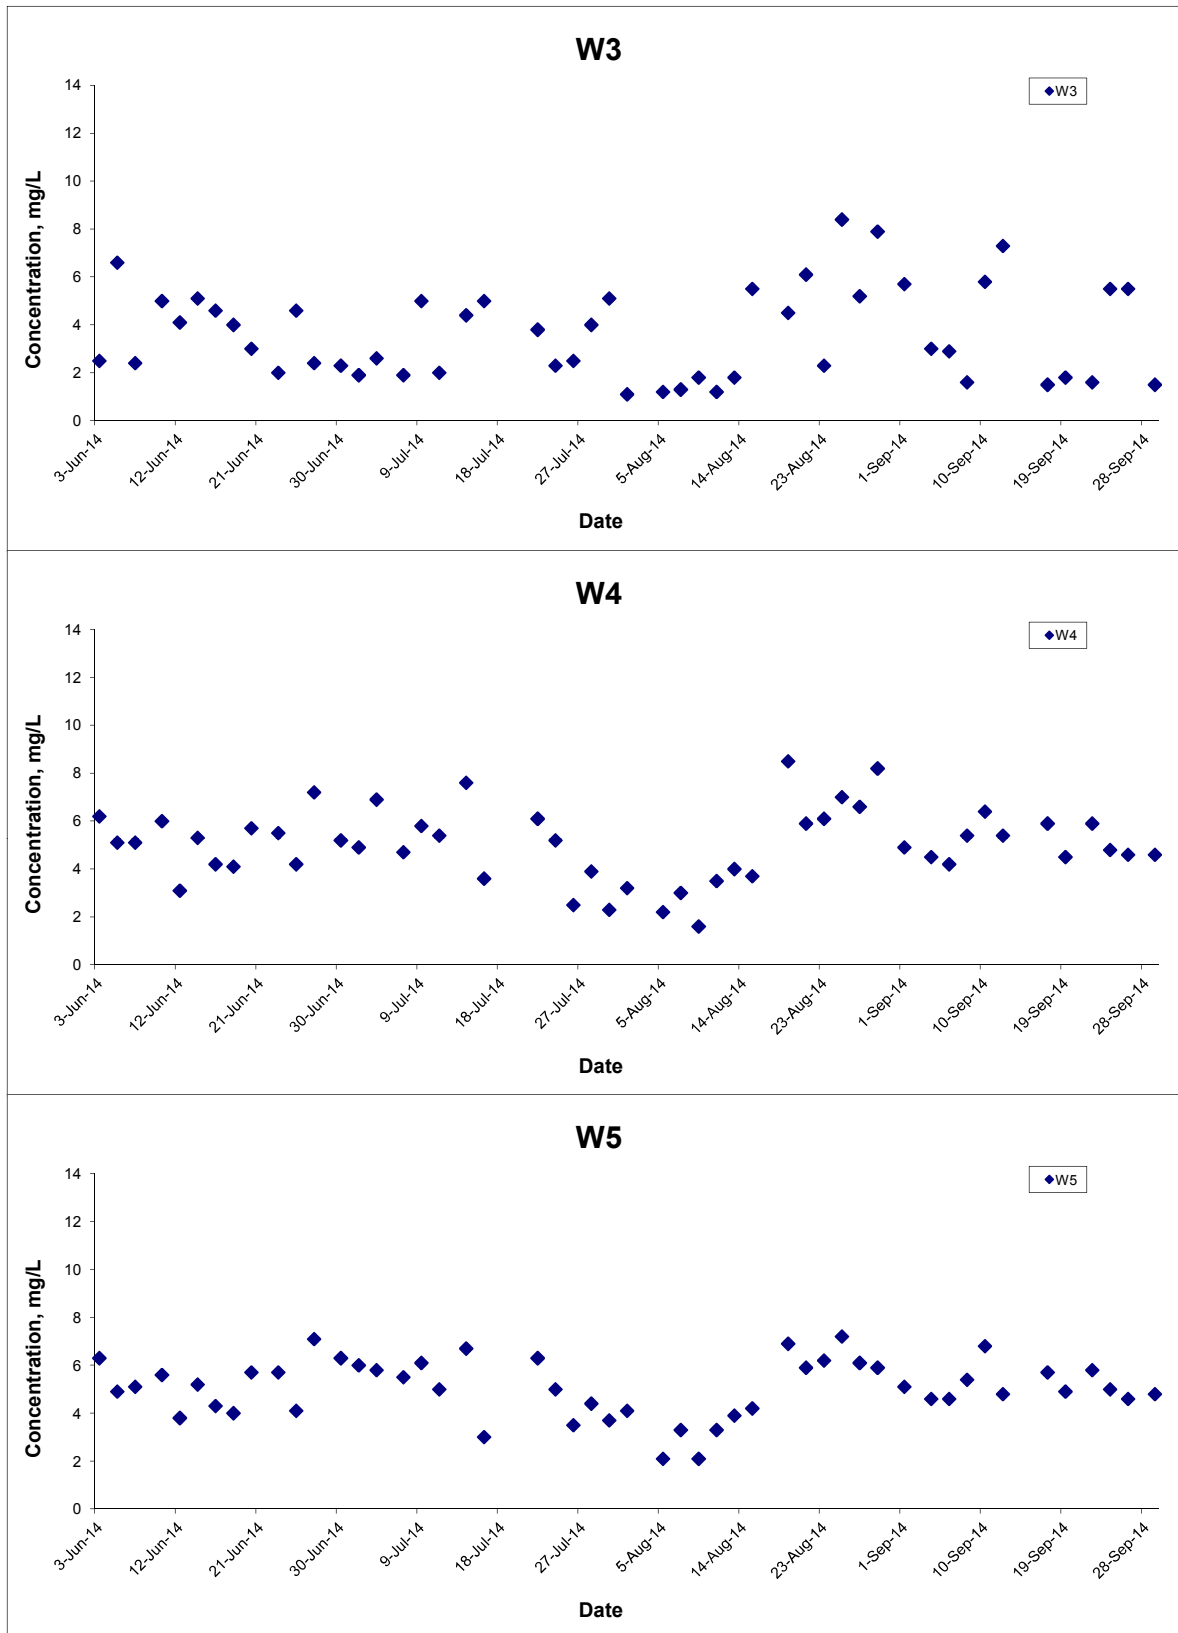 W3
W3
14
12
10
8
6
4
2
0
Concentration, mg/L
3-Jun-14
12-Jun-14
21-Jun-14
30-Jun-14
9-Jul-14
18-Jul-14
27-Jul-14
5-Aug-14
14-Aug-14
23-Aug-14
1-Sep-14
10-Sep-14
19-Sep-14
28-Sep-14
Date
W4
W4
14
12
10
8
6
4
2
0
Concentration, mg/L
3-Jun-14
12-Jun-14
21-Jun-14
30-Jun-14
9-Jul-14
18-Jul-14
27-Jul-14
5-Aug-14
14-Aug-14
23-Aug-14
1-Sep-14
10-Sep-14
19-Sep-14
28-Sep-14
Date
W5
W5
14
12
10
8
6
4
2
0
Concentration, mg/L
3-Jun-14
12-Jun-14
21-Jun-14
30-Jun-14
9-Jul-14
18-Jul-14
27-Jul-14
5-Aug-14
14-Aug-14
23-Aug-14
1-Sep-14
10-Sep-14
19-Sep-14
28-Sep-14
Date